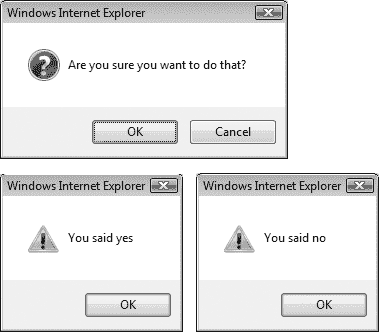 Windows Internet Explorer
Are you sure you want to do that?
OK Cancel
Windows Internet Explorer
You said yes
OK
Windows Internet Explorer
You said no
OK